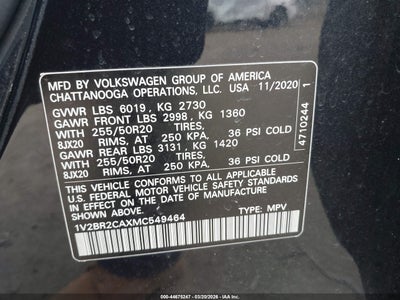 MFD BY VOLKSWAGEN GROUP OF AMERICA
CHATTANOOGA OPERATIONS, LLC. USA 11/2020
GVWR LBS 6019, KG 2730
GAWR FRONT LBS 2998, KG 1360
WITH 255/50R20 TIRES,
8JX20 RIMS, AT 250 KPA, 36 PSI COLD
GAWR REAR LBS 3131, KG 1420
WITH 255/50R20 TIRES,
8JX20 RIMS, AT 250 KPA, 36 PSI COLD
THIS VEHICLE CONFORMS TO ALL APPLICABLE
U.S. FEDERAL MOTOR VEHICLE SAFETY STANDARDS
IN EFFECT ON THE DATE OF MANUFACTURE
SHOWN ABOVE.
1V2BR2CAXMC549464 TYPE: MPV
4710244 1
000-44675247 - 03/20/2026 - IAA, Inc.